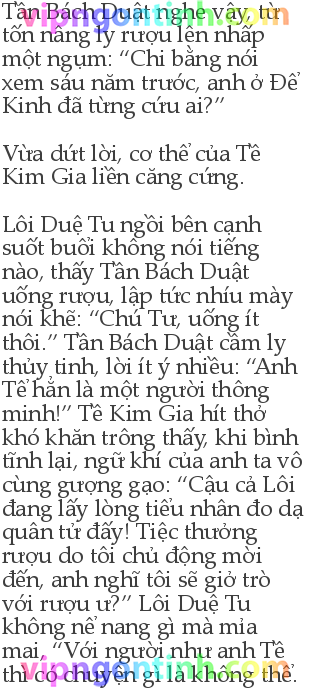 Tần Bách Duật nghe vậy, từ
tốn nâng ly rượu lên nhấp
một ngụm: “Chi bằng nói
xem sáu năm trước, anh ở Để
Kinh đã từng cứu ai?”
Vừa dứt lời, cơ thể của Tề
Kim Gia liền căng cứng.
Lôi Duệ Tu ngồi bên cạnh
suốt buổi không nói tiếng
nào, thấy Tần Bách Duật
uống rượu, lập tức nhíu mày
nói khẽ: “Chú Tư, uống ít
thôi.” Tần Bách Duật cầm ly
thủy tinh, lời ít ý nhiều: “Anh
Tể hẳn là một người thông
minh!” Tề Kim Gia hít thở
khó khăn trông thấy, khi bình
tĩnh lại, ngữ khí của anh ta vô
cùng gượng gạo: “Cậu cả Lôi
đang lấy lòng tiểu nhân đo dạ
quân tử đấy! Tiệc thưởng
rượu do tôi chủ động mời
đến, anh nghĩ tôi sẽ giở trò
với rượu ư?” Lôi Duệ Tu
không nể nang gì mà mỉa
mai, “Với người như anh Tề
thì có chuyện gì là không thể.
vipngontinh.com
vipngontinh.com